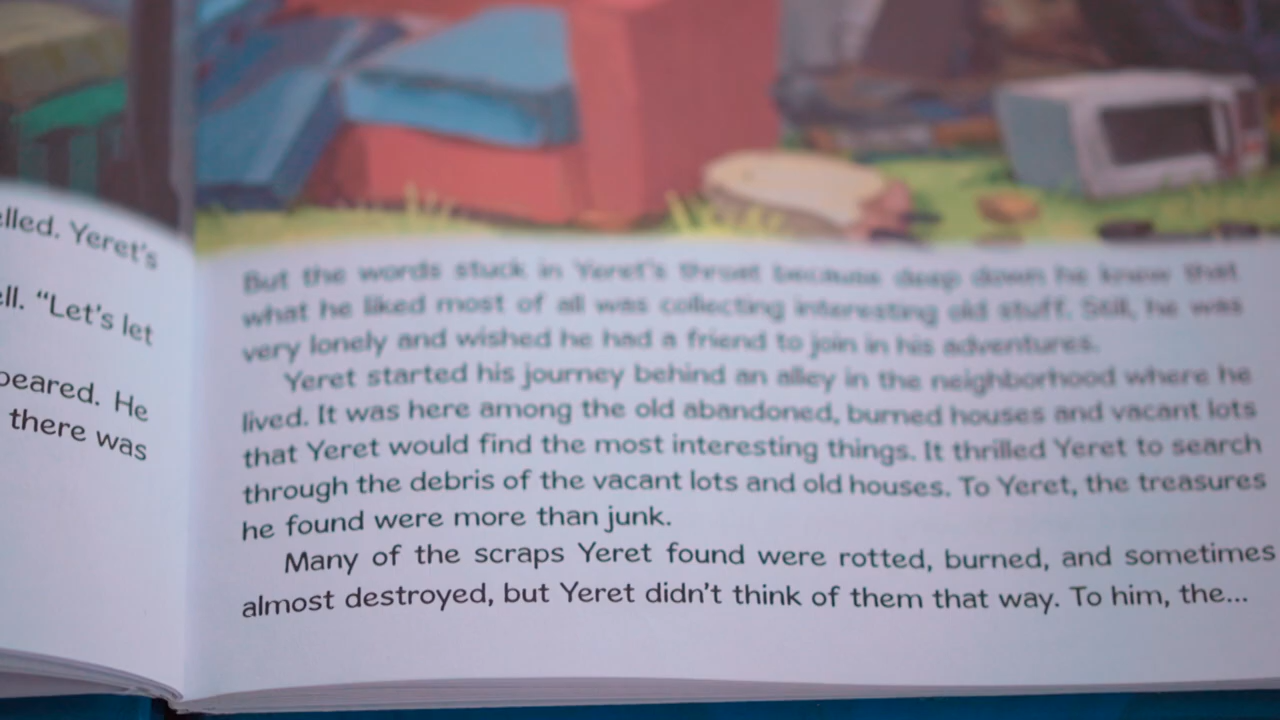 elled. Yeret's
ell. “Let's let
peared. He
there was
But the words stuck in Yeret's throat because deep down he knew that
what he liked most of all was collecting interesting old stuff. Still, he was
very lonely and wished he had a friend to join in his adventures.
Yeret started his journey behind an alley in the neighborhood where he
lived. It was here among the old abandoned, burned houses and vacant lots
that Yeret would find the most interesting things. It thrilled Yeret to search
through the debris of the vacant lots and old houses. To Yeret, the treasures
he found were more than junk.
Many of the scraps Yeret found were rotted, burned, and sometimes
almost destroyed, but Yeret didn't think of them that way. To him, the...